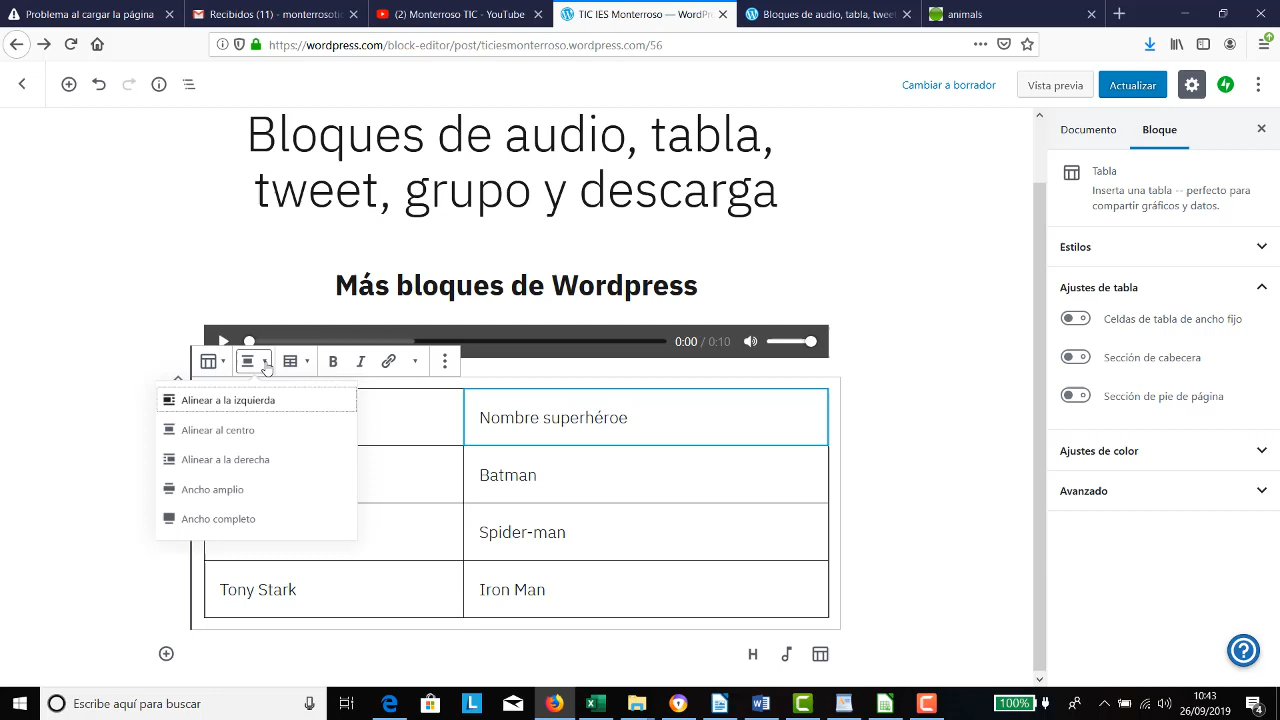 Problema al cargar la página
Recibidos (11) - monterrosotic
(2) Monterroso TIC - YouTube
TIC IES Monterroso — WordPr
Bloques de audio, tabla, tweet
animals
https://wordpress.com/block-editor/post/ticiesmonterroso.wordpress.com/56
Cambiar a borrador
Vista previa
Actualizar
Bloques de audio, tabla,
tweet, grupo y descarga
Documento
Bloque
Tabla
Inserta una tabla -- perfecto para
compartir gráficos y datos.
Estilos
Ajustes de tabla
Celdas de tabla de ancho fijo
Sección de cabecera
Sección de pie de página
Ajustes de color
Avanzado
Más bloques de Wordpress
0:00 / 0:10
B I
Alinear a la izquierda
Alinear al centro
Alinear a la derecha
Ancho amplio
Ancho completo
Nombre superhéroe
Batman
Spider-man
Tony Stark
Iron Man
H
Escribe aquí para buscar
100%
10:43
26/09/2019
4